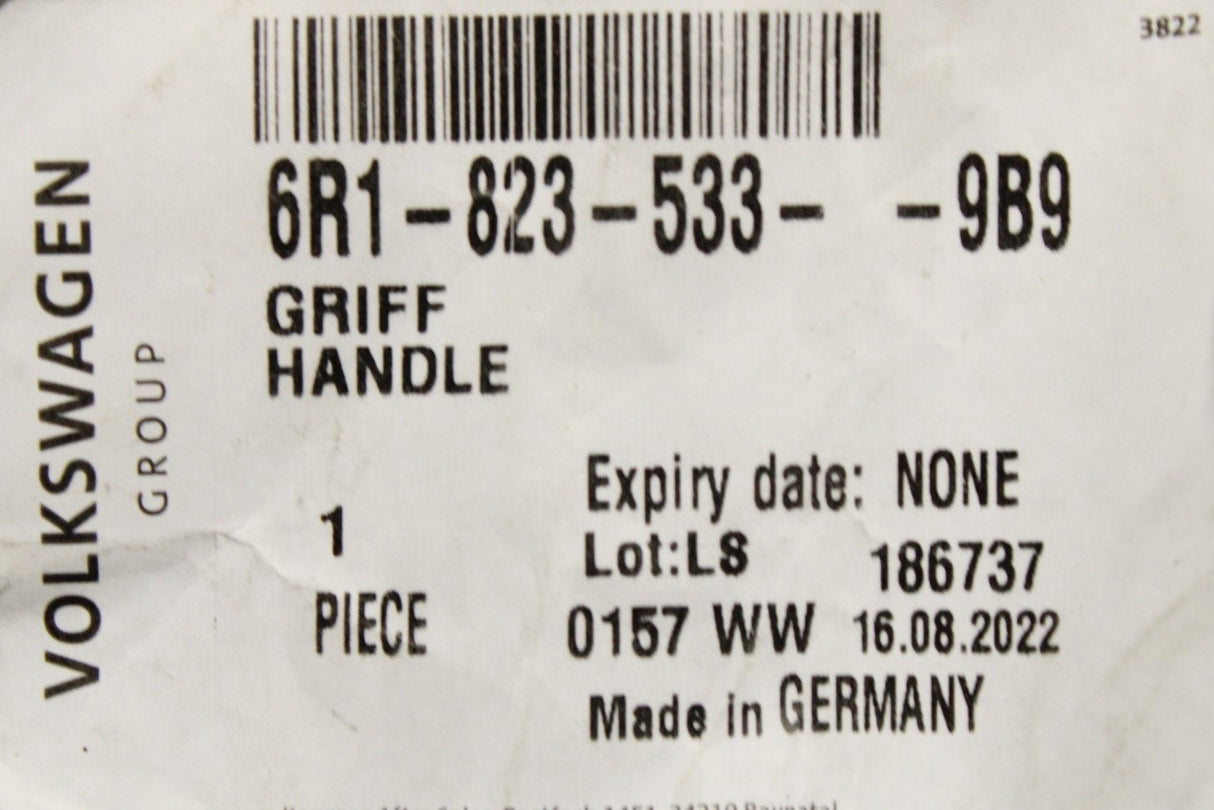 3822
6R1-823-533- -9B9
GRIFF
HANDLE
VOLKSWAGEN
GROUP
1
PIECE
Expiry date: NONE
Lot:LS 186737
0157 WW 16.08.2022
Made in GERMANY